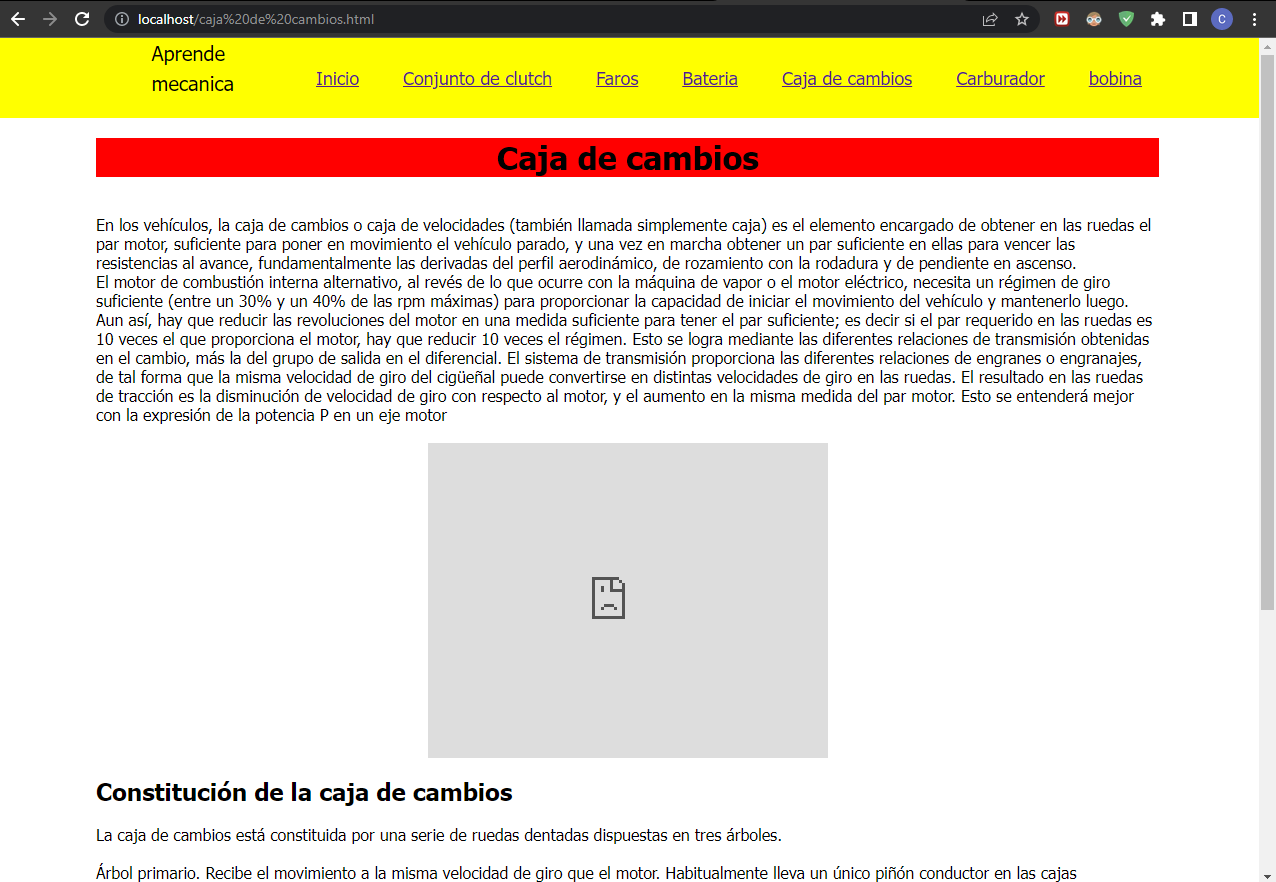 localhost/caja%20de%20cambios.html
C
Aprende
mecanica
Inicio
Conjunto de clutch
Faros
Bateria
Caja de cambios
Carburador
bobina
Caja de cambios
En los vehículos, la caja de cambios o caja de velocidades (también llamada simplemente caja) es el elemento encargado de obtener en las ruedas el
par motor, suficiente para poner en movimiento el vehículo parado, y una vez en marcha obtener un par suficiente en ellas para vencer las
resistencias al avance, fundamentalmente las derivadas del perfil aerodinámico, de rozamiento con la rodadura y de pendiente en ascenso.
El motor de combustión interna alternativo, al revés de lo que ocurre con la máquina de vapor o el motor eléctrico, necesita un régimen de giro
suficiente (entre un 30% y un 40% de las rpm máximas) para proporcionar la capacidad de iniciar el movimiento del vehículo y mantenerlo luego.
Aun así, hay que reducir las revoluciones del motor en una medida suficiente para tener el par suficiente; es decir si el par requerido en las ruedas es
10 veces el que proporciona el motor, hay que reducir 10 veces el régimen. Esto se logra mediante las diferentes relaciones de transmisión obtenidas
en el cambio, más la del grupo de salida en el diferencial. El sistema de transmisión proporciona las diferentes relaciones de engranes o engranajes,
de tal forma que la misma velocidad de giro del cigüeñal puede convertirse en distintas velocidades de giro en las ruedas. El resultado en las ruedas
de tracción es la disminución de velocidad de giro con respecto al motor, y el aumento en la misma medida del par motor. Esto se entenderá mejor
con la expresión de la potencia P en un eje motor
Constitución de la caja de cambios
La caja de cambios está constituida por una serie de ruedas dentadas dispuestas en tres árboles.
Árbol primario. Recibe el movimiento a la misma velocidad de giro que el motor. Habitualmente lleva un único piñón conductor en las cajas